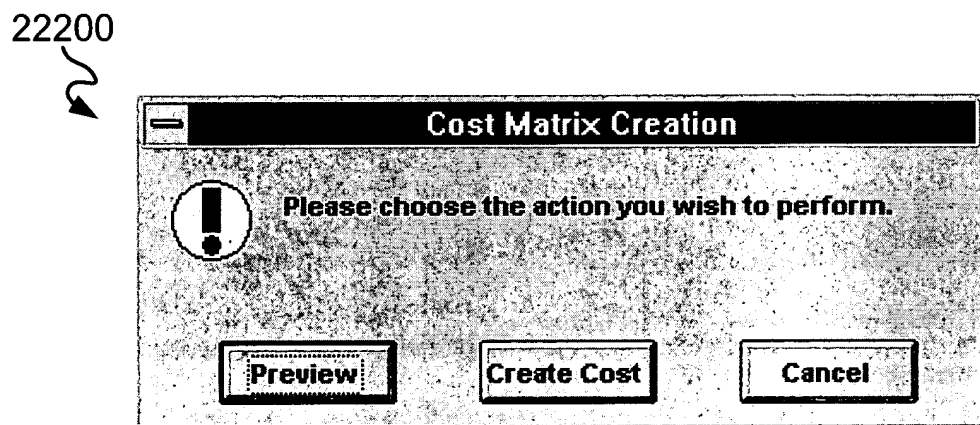 22200
Cost Matrix Creation
Please choose the action you wish to perform.
Preview Create Cost Cancel